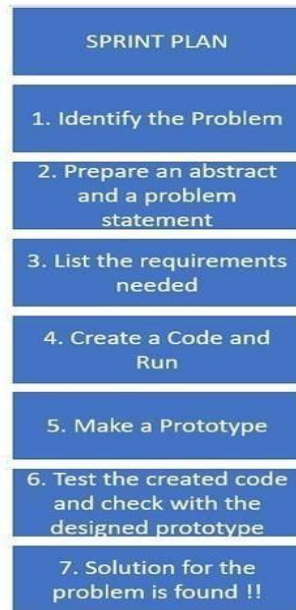 SPRINT PLAN
1. Identify the Problem
2. Prepare an abstract
and a problem
statement
3. List the requirements
needed
4. Create a Code and
Run
5. Make a Prototype
6. Test the created code
and check with the
designed prototype
7. Solution for the
problem is found !!